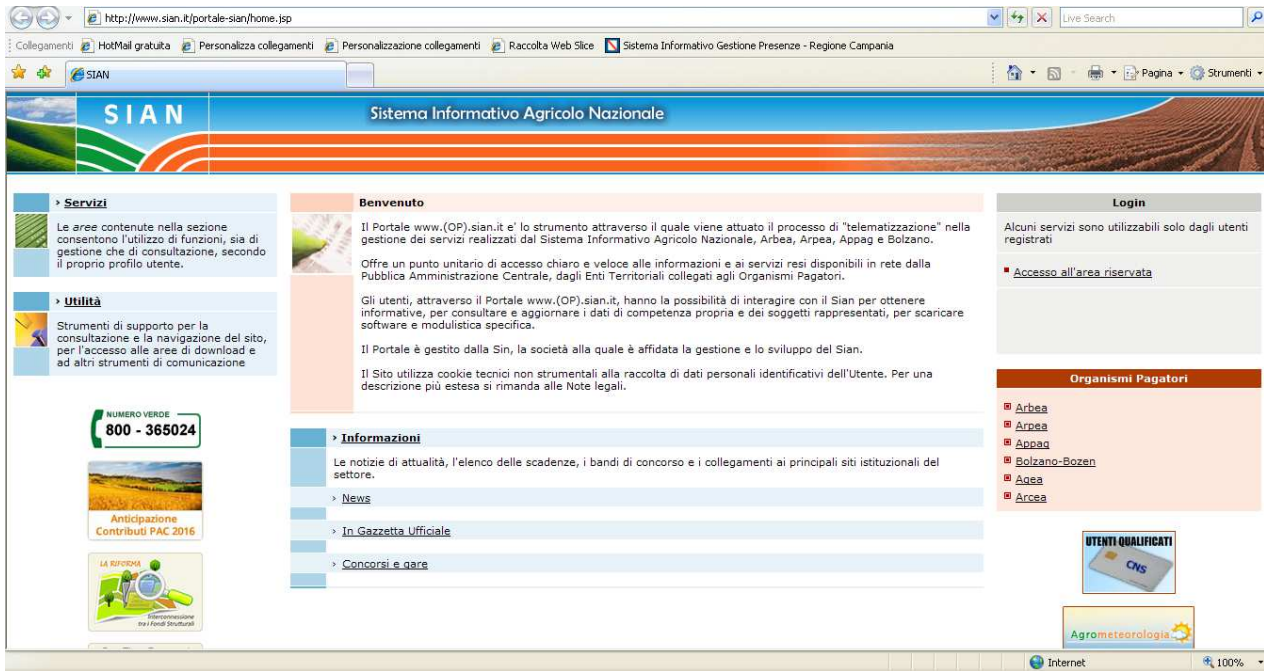 http://www.sian.it/portale-sian/home.jsp
Live Search
Collegamenti HotMail gratuita Personalizza collegamenti Personalizzazione collegamenti Raccolta Web Slice Sistema Informativo Gestione Presenze - Regione Campania
SIAN
Pagina Strumenti
SIAN
Sistema Informativo Agricolo Nazionale
› Servizi
Le aree contenute nella sezione
consentono l'utilizzo di funzioni, sia di
gestione che di consultazione, secondo
il proprio profilo utente.
› Utilità
Strumenti di supporto per la
consultazione e la navigazione del sito,
per l'accesso alle aree di download e
ad altri strumenti di comunicazione
NUMERO VERDE
800 - 365024
Anticipazione
Contributi PAC 2016
LA RIFORMA
Interconnessione
tra i Fondi Strutturali
Benvenuto
Il Portale www.(OP).sian.it e' lo strumento attraverso il quale viene attuato il processo di "telematizzazione" nella
gestione dei servizi realizzati dal Sistema Informativo Agricolo Nazionale, Arbea, Arpea, Appag e Bolzano.
Offre un punto unitario di accesso chiaro e veloce alle informazioni e ai servizi resi disponibili in rete dalla
Pubblica Amministrazione Centrale, dagli Enti Territoriali collegati agli Organismi Pagatori.
Gli utenti, attraverso il Portale www.(OP).sian.it, hanno la possibilità di interagire con il Sian per ottenere
informative, per consultare e aggiornare i dati di competenza propria e dei soggetti rappresentati, per scaricare
software e modulistica specifica.
Il Portale è gestito dalla Sin, la società alla quale è affidata la gestione e lo sviluppo del Sian.
Il Sito utilizza cookie tecnici non strumentali alla raccolta di dati personali identificativi dell'Utente. Per una
descrizione più estesa si rimanda alle Note legali.
› Informazioni
Le notizie di attualità, l'elenco delle scadenze, i bandi di concorso e i collegamenti ai principali siti istituzionali del
settore.
› News
› In Gazzetta Ufficiale
› Concorsi e gare
Login
Alcuni servizi sono utilizzabili solo dagli utenti
registrati
Accesso all'area riservata
Organismi Pagatori
Arbea
Arpea
Appag
Bolzano-Bozen
Agea
Arcea
UTENTI QUALIFICATI
CNS
Agrometeorologia
Internet
100%